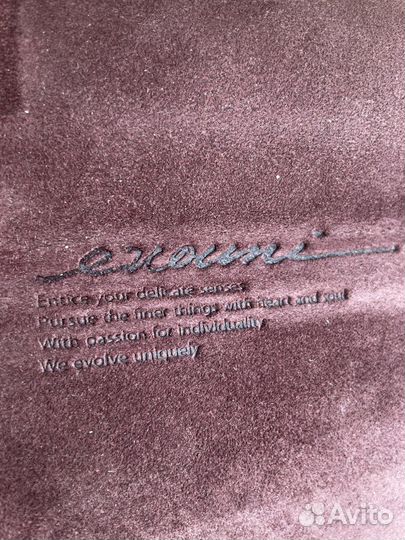 exouni
Entice your delicate senses
Pursue the finer things with heart and soul
With passion for individuality
We evolve uniquely
Avito